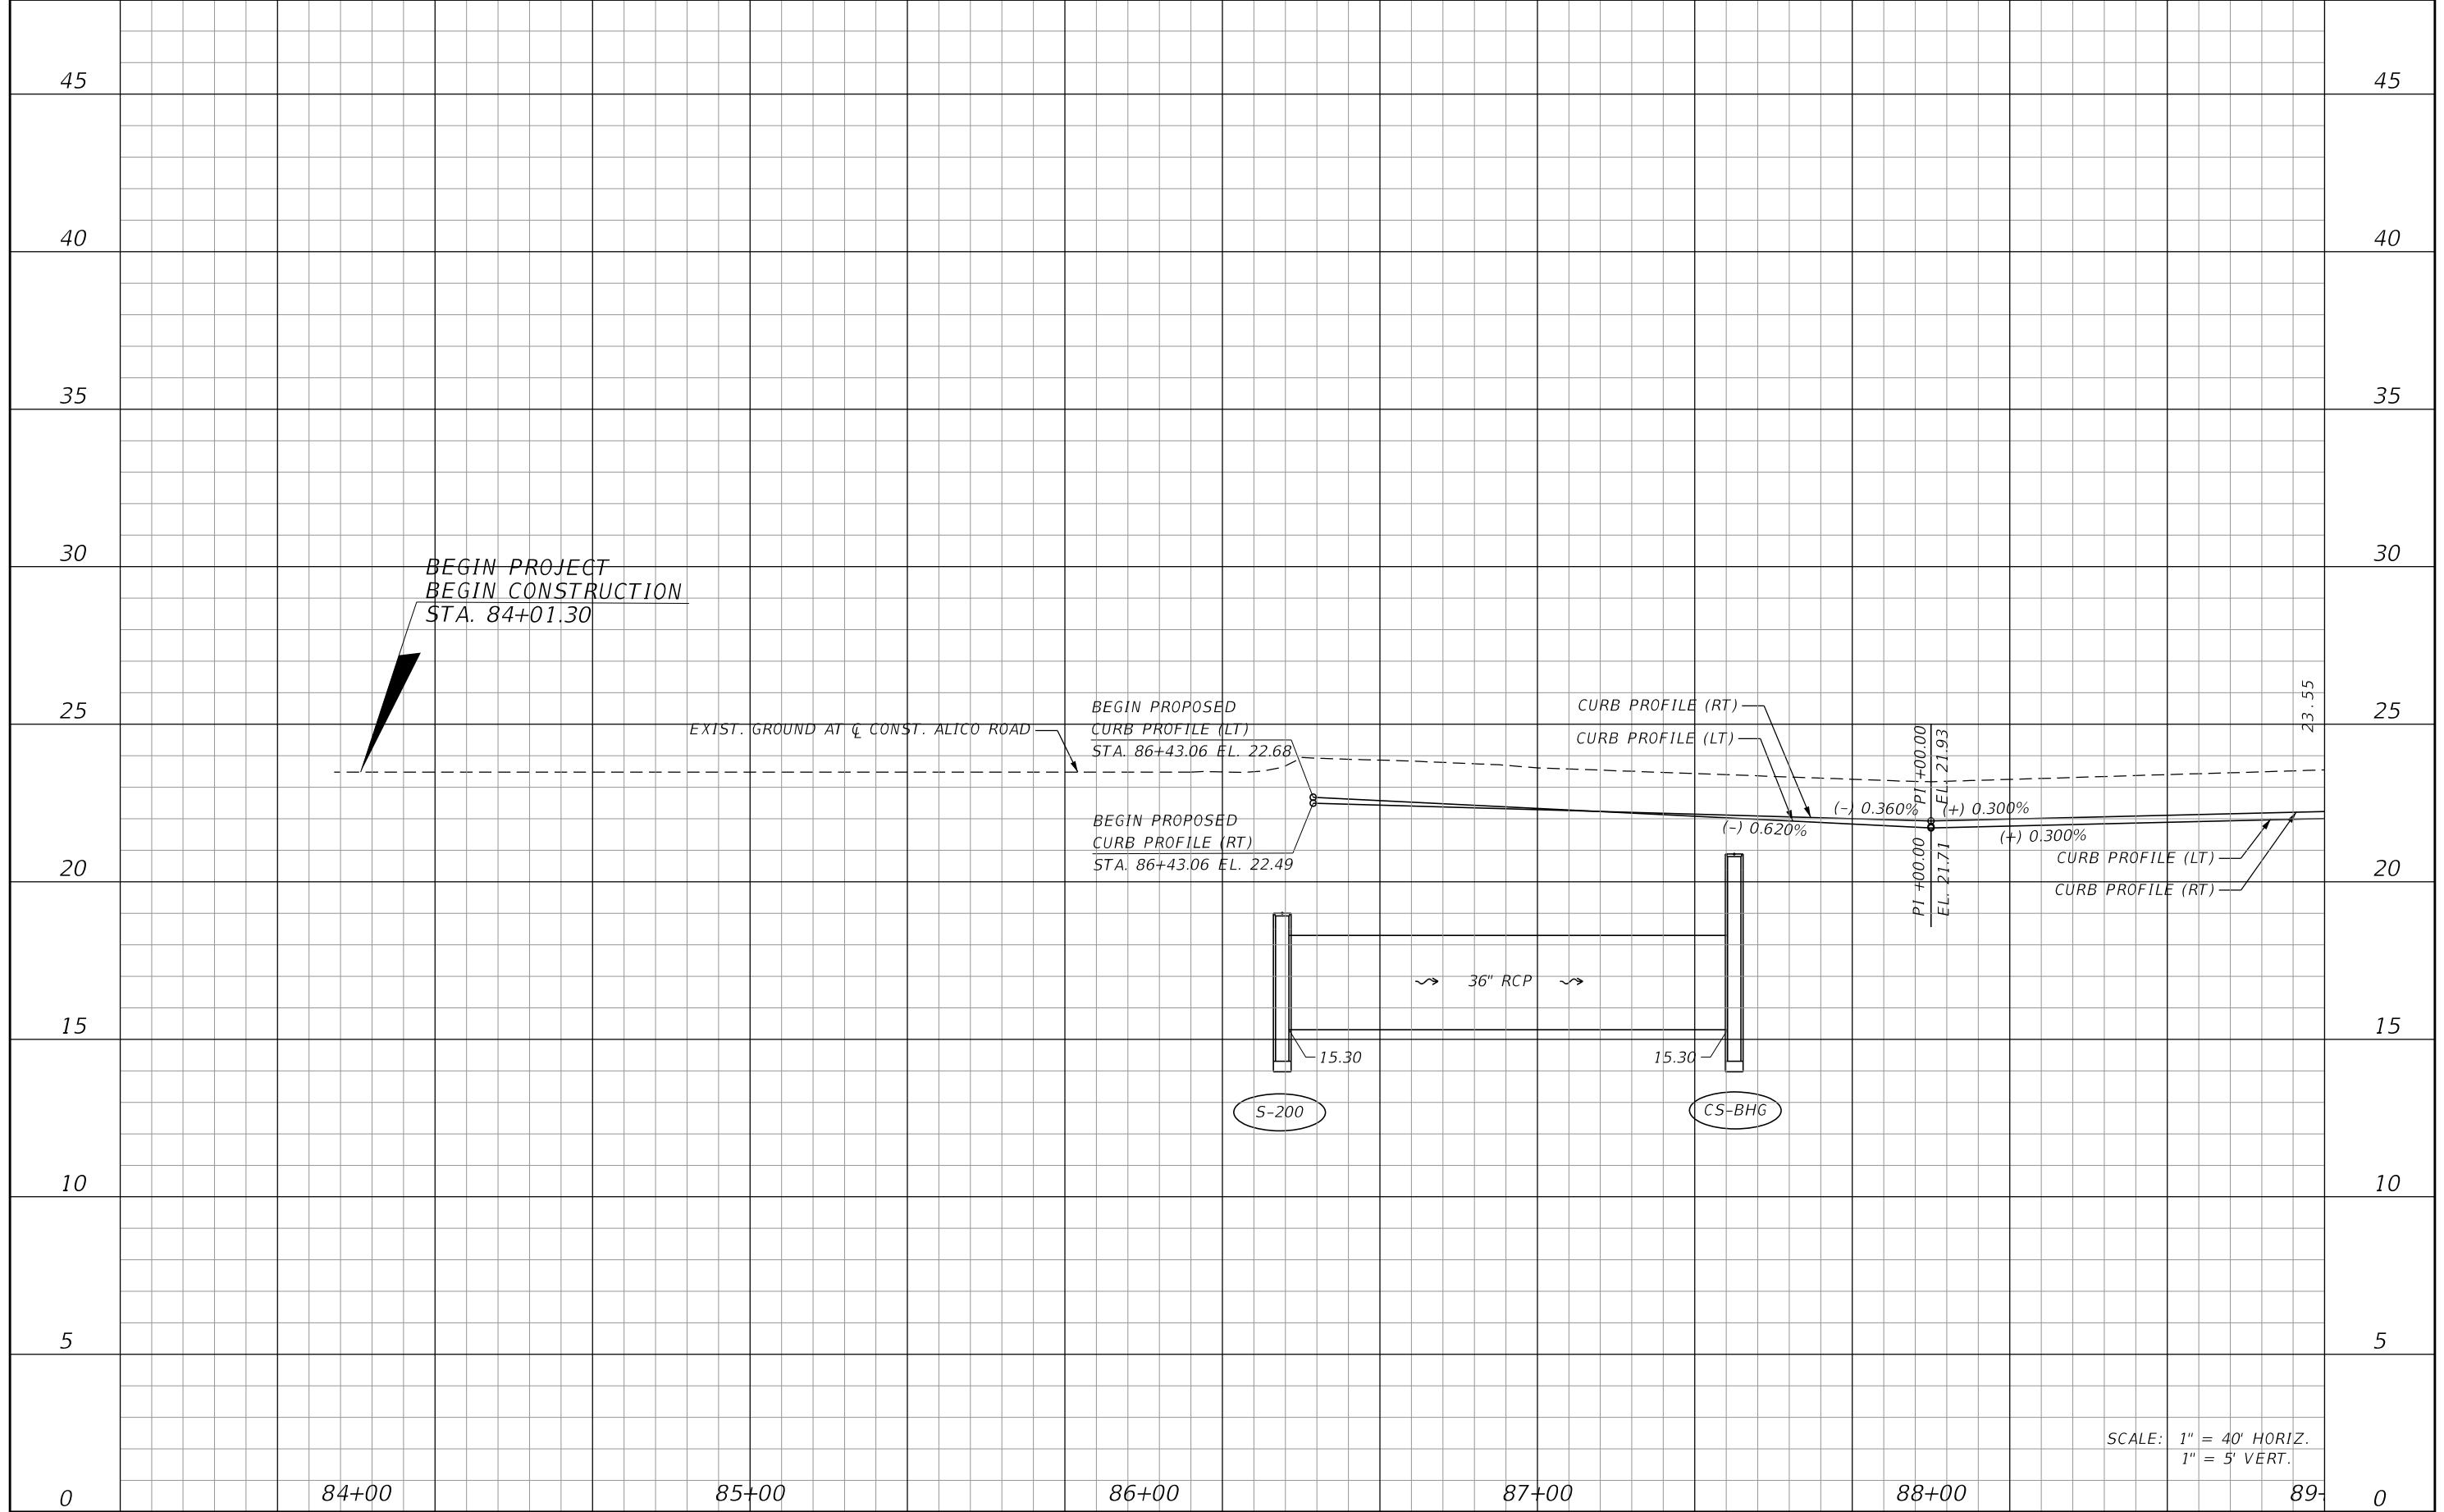 45
45
40
40
35
35
30
30
BEGIN PROJECT
BEGIN CONSTRUCTION
STA. 84+01.30
25
25
EXIST. GROUND AT ℄ CONST. ALICO ROAD
BEGIN PROPOSED
CURB PROFILE (LT)
STA. 86+43.06 EL. 22.68
CURB PROFILE (RT)
CURB PROFILE (LT)
PI +00.00
EL. 21.93
23.55
BEGIN PROPOSED
CURB PROFILE (RT)
STA. 86+43.06 EL. 22.49
(-) 0.360%
(+) 0.300%
(-) 0.620%
(+) 0.300%
PI +00.00
EL. 21.71
CURB PROFILE (LT)
CURB PROFILE (RT)
20
20
36" RCP
15
15
15.30
15.30
S-200
CS-BHG
10
10
5
5
SCALE: 1" = 40' HORIZ.
1" = 5' VERT.
0
84+00
85+00
86+00
87+00
88+00
89-
0